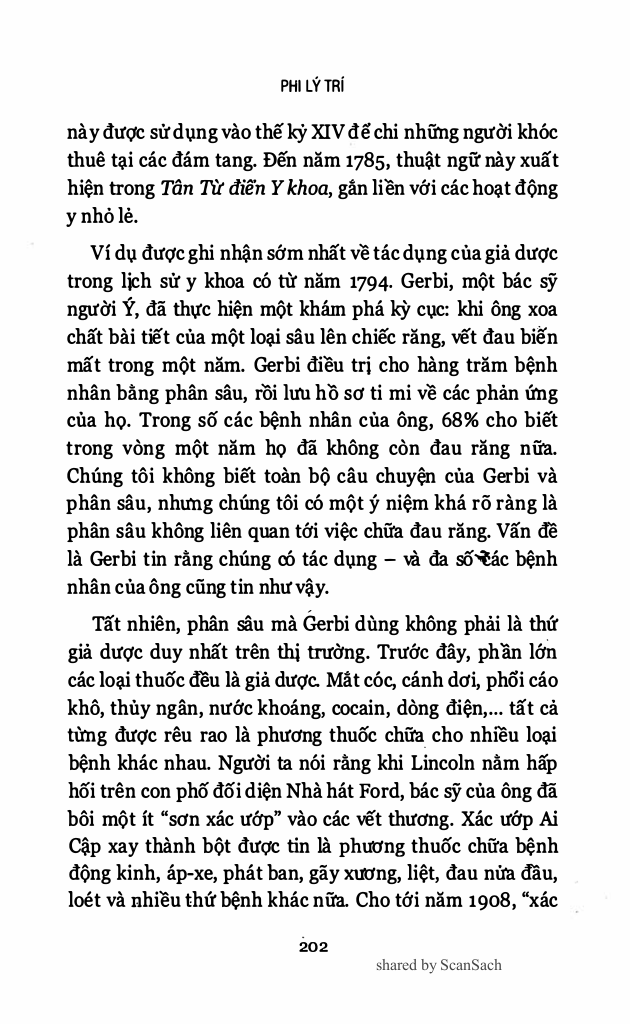 PHI LÝ TRÍ
này được sử dụng vào thế kỷ XIV để chi những người khóc
thuê tại các đám tang. Đến năm 1785, thuật ngữ này xuất
hiện trong Tân Từ điển Y khoa, gắn liền với các hoạt động
y nhỏ lẻ.
Ví dụ được ghi nhận sớm nhất về tác dụng của giả dược
trong lịch sử y khoa có từ năm 1794. Gerbi, một bác sỹ
người Ý, đã thực hiện một khám phá kỳ cục: khi ông xoa
chất bài tiết của một loại sâu lên chiếc răng, vết đau biến
mất trong một năm. Gerbi điều trị cho hàng trăm bệnh
nhân bằng phân sâu, rồi lưu hồ sơ ti mi về các phản ứng
của họ. Trong số các bệnh nhân của ông, 68% cho biết
trong vòng một năm họ đã không còn đau răng nữa.
Chúng tôi không biết toàn bộ câu chuyện của Gerbi và
phân sâu, nhưng chúng tôi có một ý niệm khá rõ ràng là
phân sâu không liên quan tới việc chữa đau răng. Vấn đề
là Gerbi tin rằng chúng có tác dụng – và đa số các bệnh
nhân của ông cũng tin như vậy.
Tất nhiên, phân sâu mà Gerbi dùng không phải là thứ
giả dược duy nhất trên thị trường. Trước đây, phần lớn
các loại thuốc đều là giả dược. Mắt cóc, cánh dơi, phổi cáo
khô, thủy ngân, nước khoáng, cocain, dòng điện,... tất cả
từng được rêu rao là phương thuốc chữa cho nhiều loại
bệnh khác nhau. Người ta nói rằng khi Lincoln nằm hấp
hối trên con phố đối diện Nhà hát Ford, bác sỹ của ông đã
bôi một ít “sơn xác ướp” vào các vết thương. Xác ướp Ai
Cập xay thành bột được tin là phương thuốc chữa bệnh
động kinh, áp-xe, phát ban, gãy xương, liệt, đau nửa đầu,
loét và nhiều thứ bệnh khác nữa. Cho tới năm 1908, “xác
202
shared by ScanSach